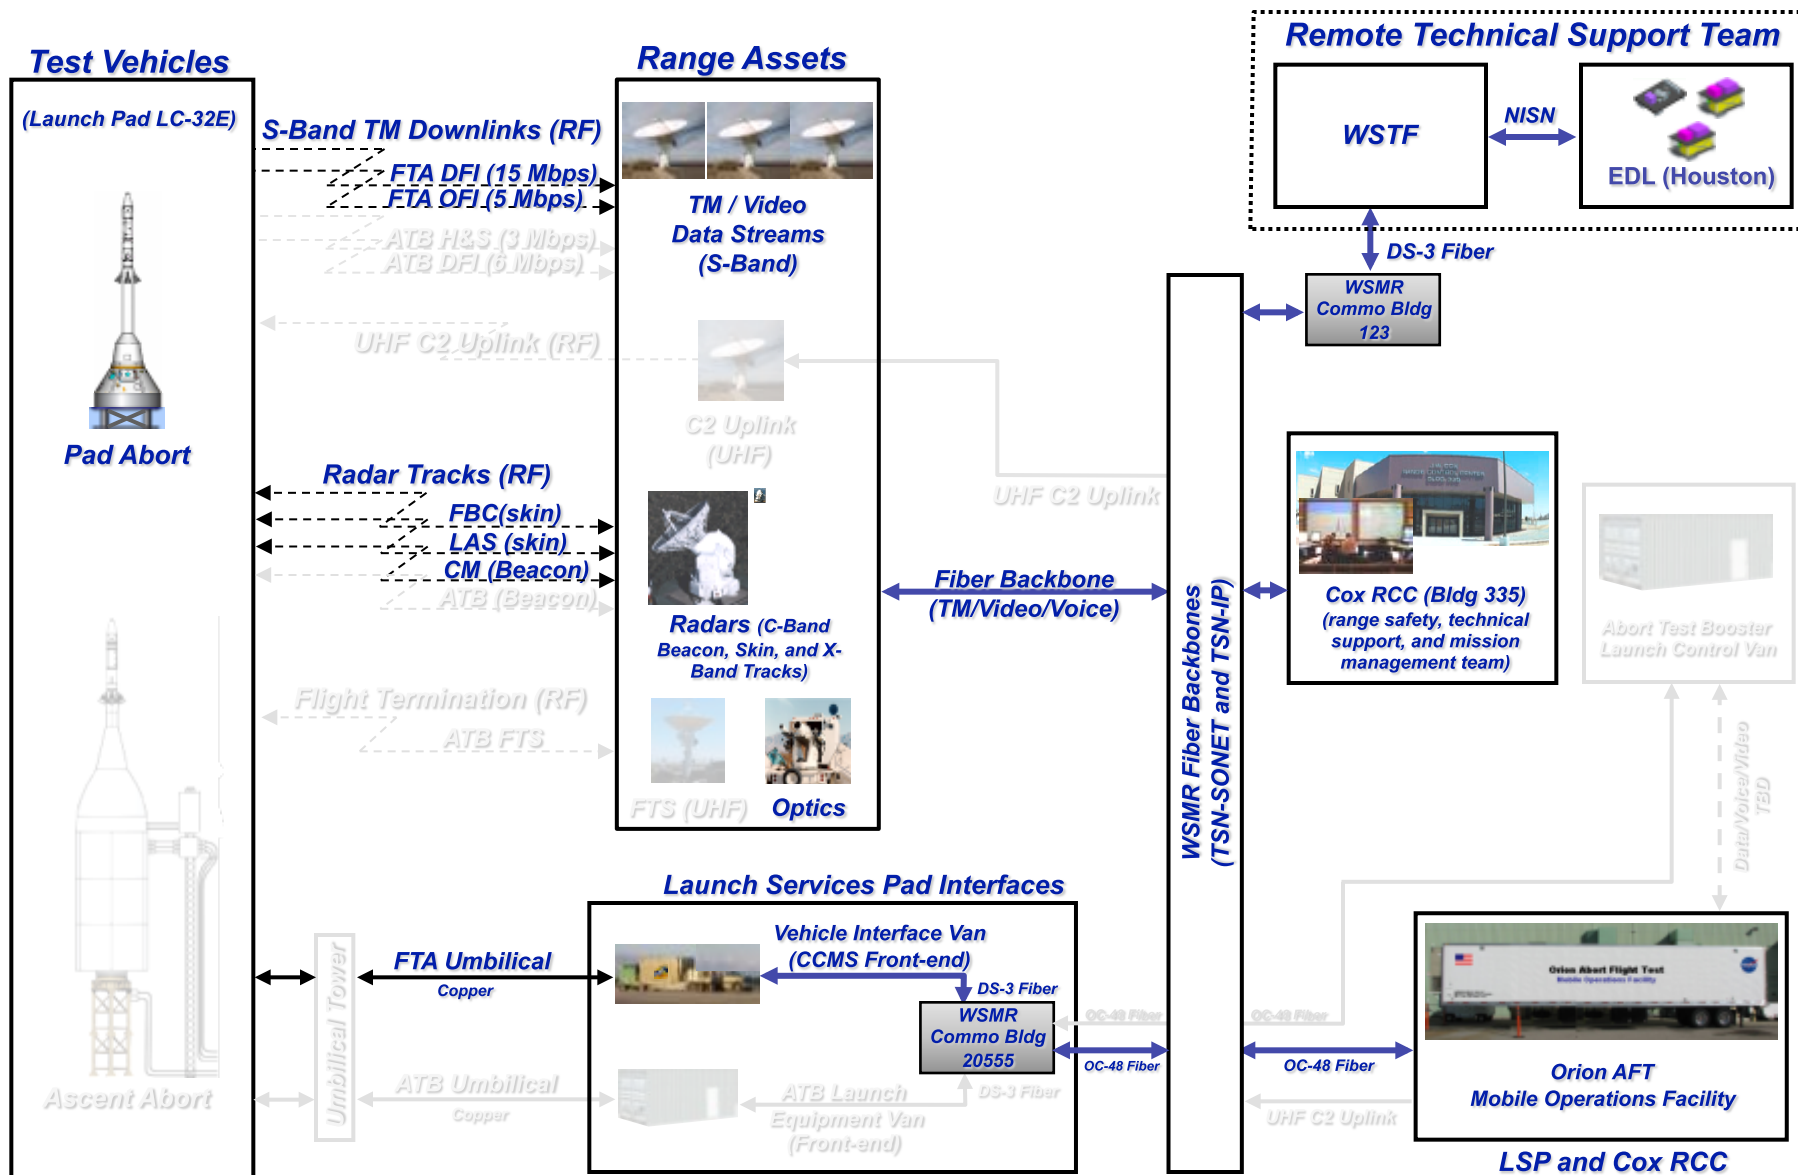 Test Vehicles
(Launch Pad LC-32E)
Pad Abort
Ascent Abort
S-Band TM Downlinks (RF)
FTA DFI (15 Mbps)
FTA OFI (5 Mbps)
ATB H&S (3 Mbps)
ATB DFI (6 Mbps)
UHF C2 Uplink (RF)
Radar Tracks (RF)
FBC(skin)
LAS (skin)
CM (Beacon)
ATB (Beacon)
Flight Termination (RF)
ATB FTS
Range Assets
TM / Video
Data Streams
(S-Band)
C2 Uplink
(UHF)
Radars (C-Band
Beacon, Skin, and X-
Band Tracks)
FTS (UHF)
Optics
UHF C2 Uplink
Fiber Backbone
(TM/Video/Voice)
WSMR Fiber Backbones
(TSN-SONET and TSN-IP)
Remote Technical Support Team
WSTF
NISN
EDL (Houston)
DS-3 Fiber
WSMR
Commo Bldg
123
Cox RCC (Bldg 335)
(range safety, technical
support, and mission
management team)
Abort Test Booster
Launch Control Van
Data/Voice/Video
TBD
Launch Services Pad Interfaces
Vehicle Interface Van
(CCMS Front-end)
DS-3 Fiber
WSMR
Commo Bldg
20555
DS-3 Fiber
ATB Launch
Equipment Van
(Front-end)
Umbilical Tower
FTA Umbilical
Copper
ATB Umbilical
Copper
OC-48 Fiber
OC-48 Fiber
OC-48 Fiber
OC-48 Fiber
UHF C2 Uplink
Orion Abort Flight Test
Mobile Operations Facility
Orion AFT
Mobile Operations Facility
LSP and Cox RCC